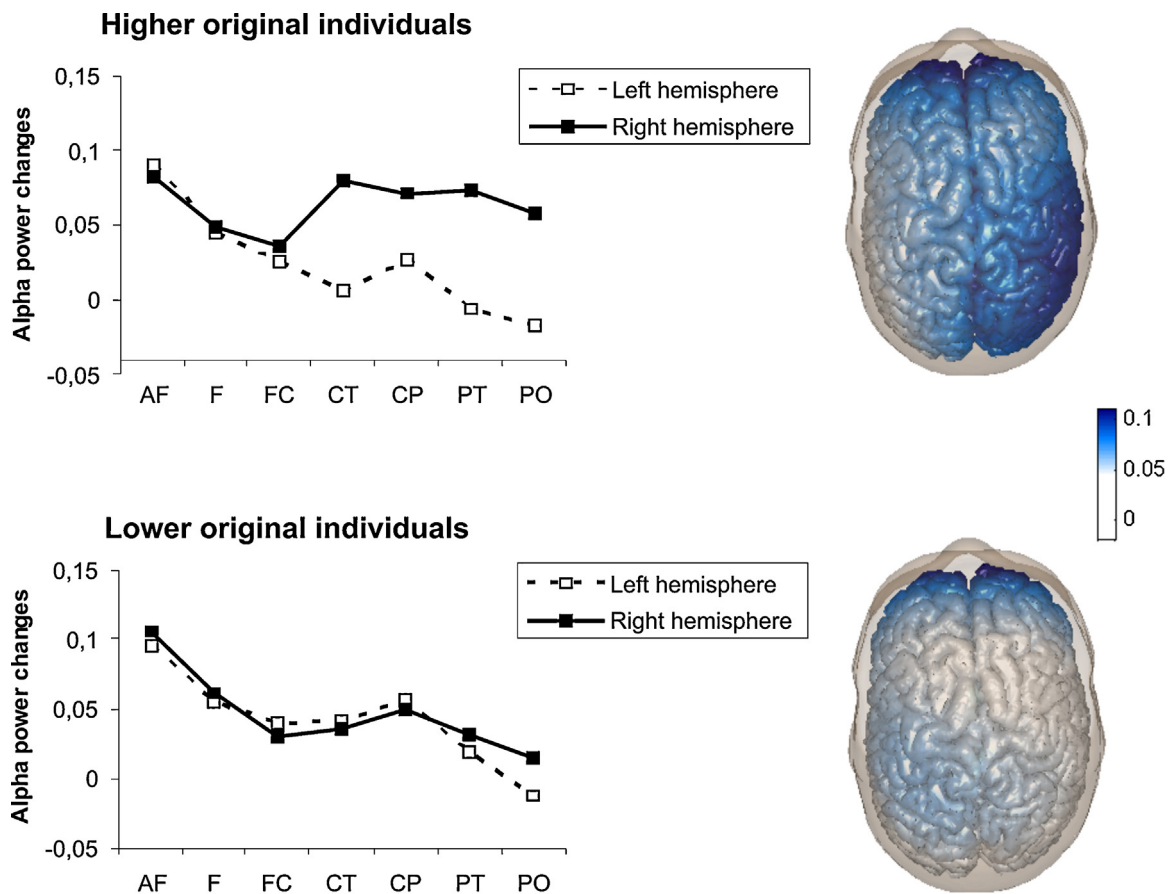 Higher original individuals
Alpha power changes
0,15
0,1
0,05
0
-0,05
AF F FC CT CP PT PO
Left hemisphere
Right hemisphere
0.1
0.05
0
Lower original individuals
Alpha power changes
0,15
0,1
0,05
0
-0,05
AF F FC CT CP PT PO
Left hemisphere
Right hemisphere